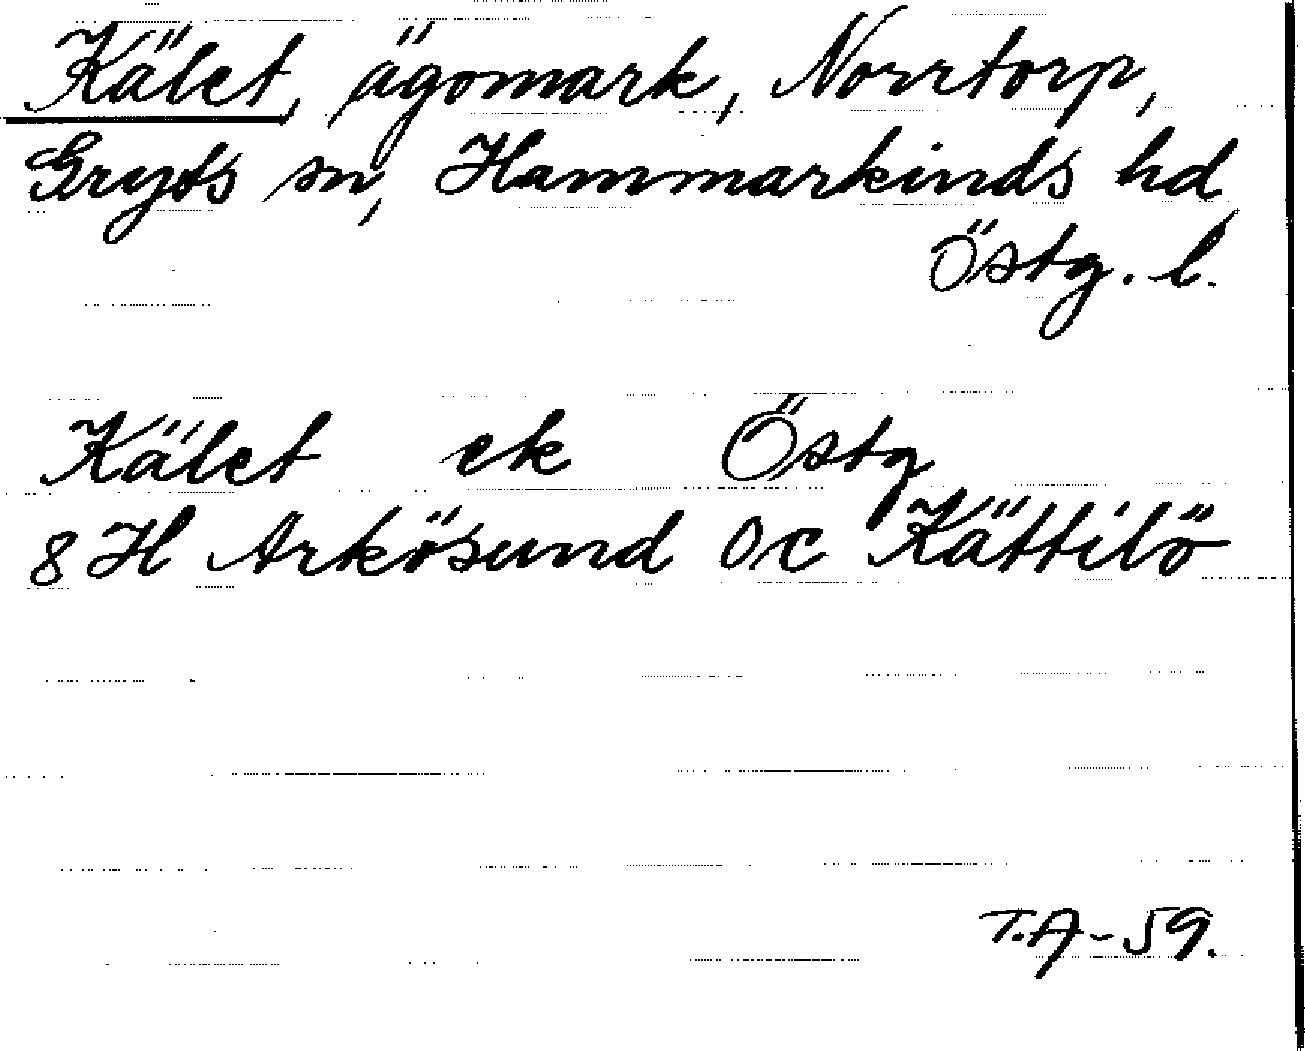 Kälet, ägomark, Norrtorp,
Gryts sn, Hammarkinds hd
Östg. l.
Kälet ek Östg
8 H Arkösund Oc Kättilö
T.A-59.